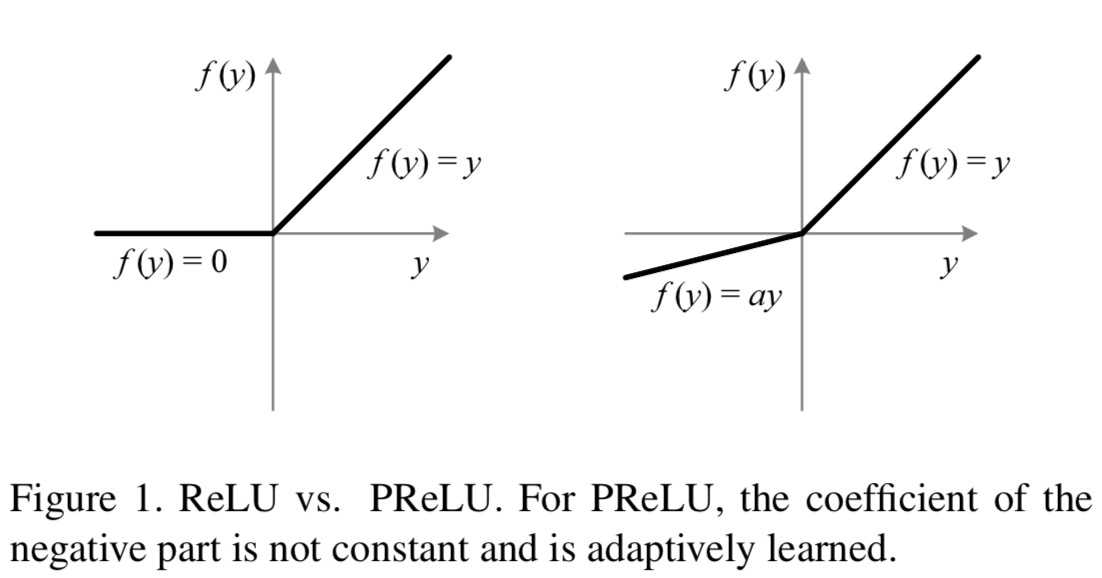 f(y)
f(y) = y
f(y) = 0
y
f(y)
f(y) = y
f(y) = ay
y
Figure 1. ReLU vs. PReLU. For PReLU, the coefficient of the
negative part is not constant and is adaptively learned.